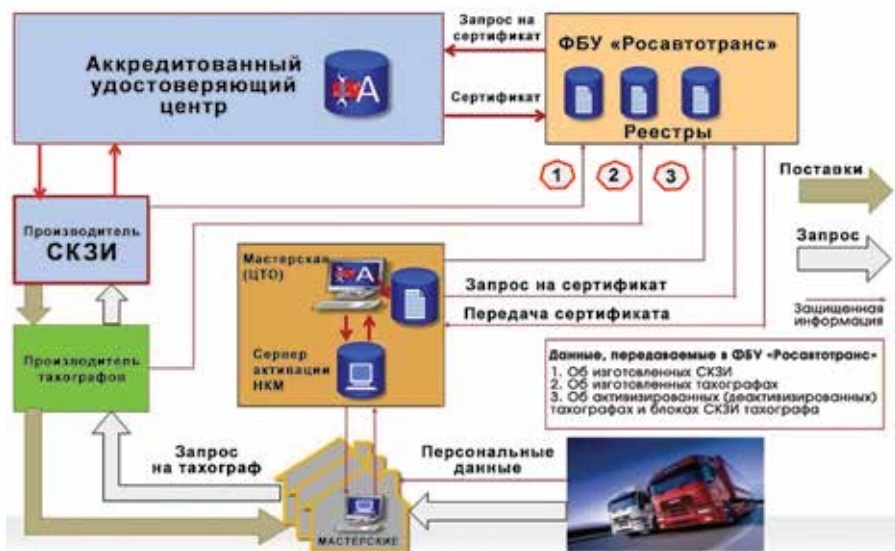 Аккредитованный
удостоверяющий
центр
А
Запрос на
сертификат
Сертификат
ФБУ «Росавтотранс»
Реестры
1
2
3
Поставки
Запрос
Защищенная
информация
Производитель
СКЗИ
Производитель
тахографов
Мастерская
(ЦТО)
А
Сервер
активации
НКМ
Запрос на сертификат
Передача сертификата
Данные, передаваемые в ФБУ «Росавтотранс»
1. Об изготовленных СКЗИ
2. Об изготовленных тахографах
3. Об активизированных (деактивизированных)
тахографах и блоках СКЗИ тахографа
Запрос
на тахограф
Персональные
данные
МАСТЕРСКИЕ